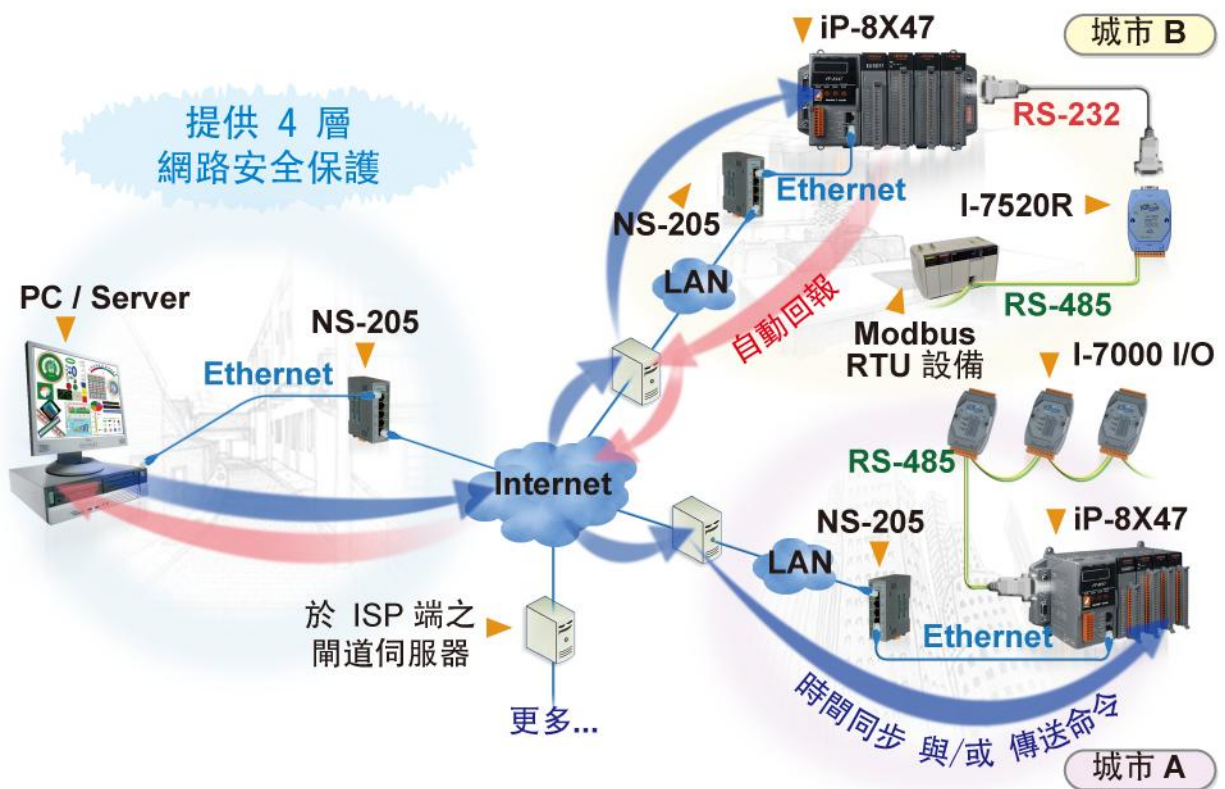 iP-8X47
城市 B
提供 4 層
網路安全保護
RS-232
NS-205
Ethernet
I-7520R
LAN
PC / Server
NS-205
自動回報
RS-485
Modbus
RTU 設備
I-7000 I/O
Ethernet
Internet
RS-485
NS-205
iP-8X47
LAN
於 ISP 端之
閘道伺服器
Ethernet
更多...
時間同步 與/或 傳送命令
城市 A